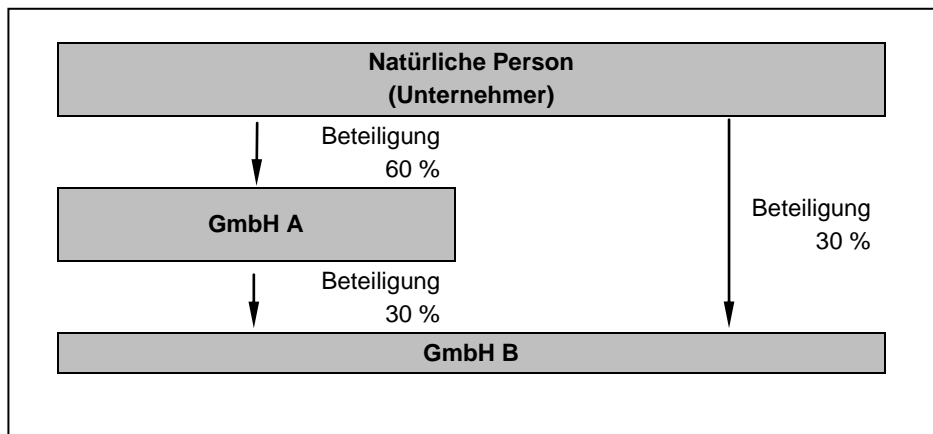 Natürliche Person
(Unternehmer)
Beteiligung
60 %
GmbH A
Beteiligung
30 %
Beteiligung
30 %
GmbH B